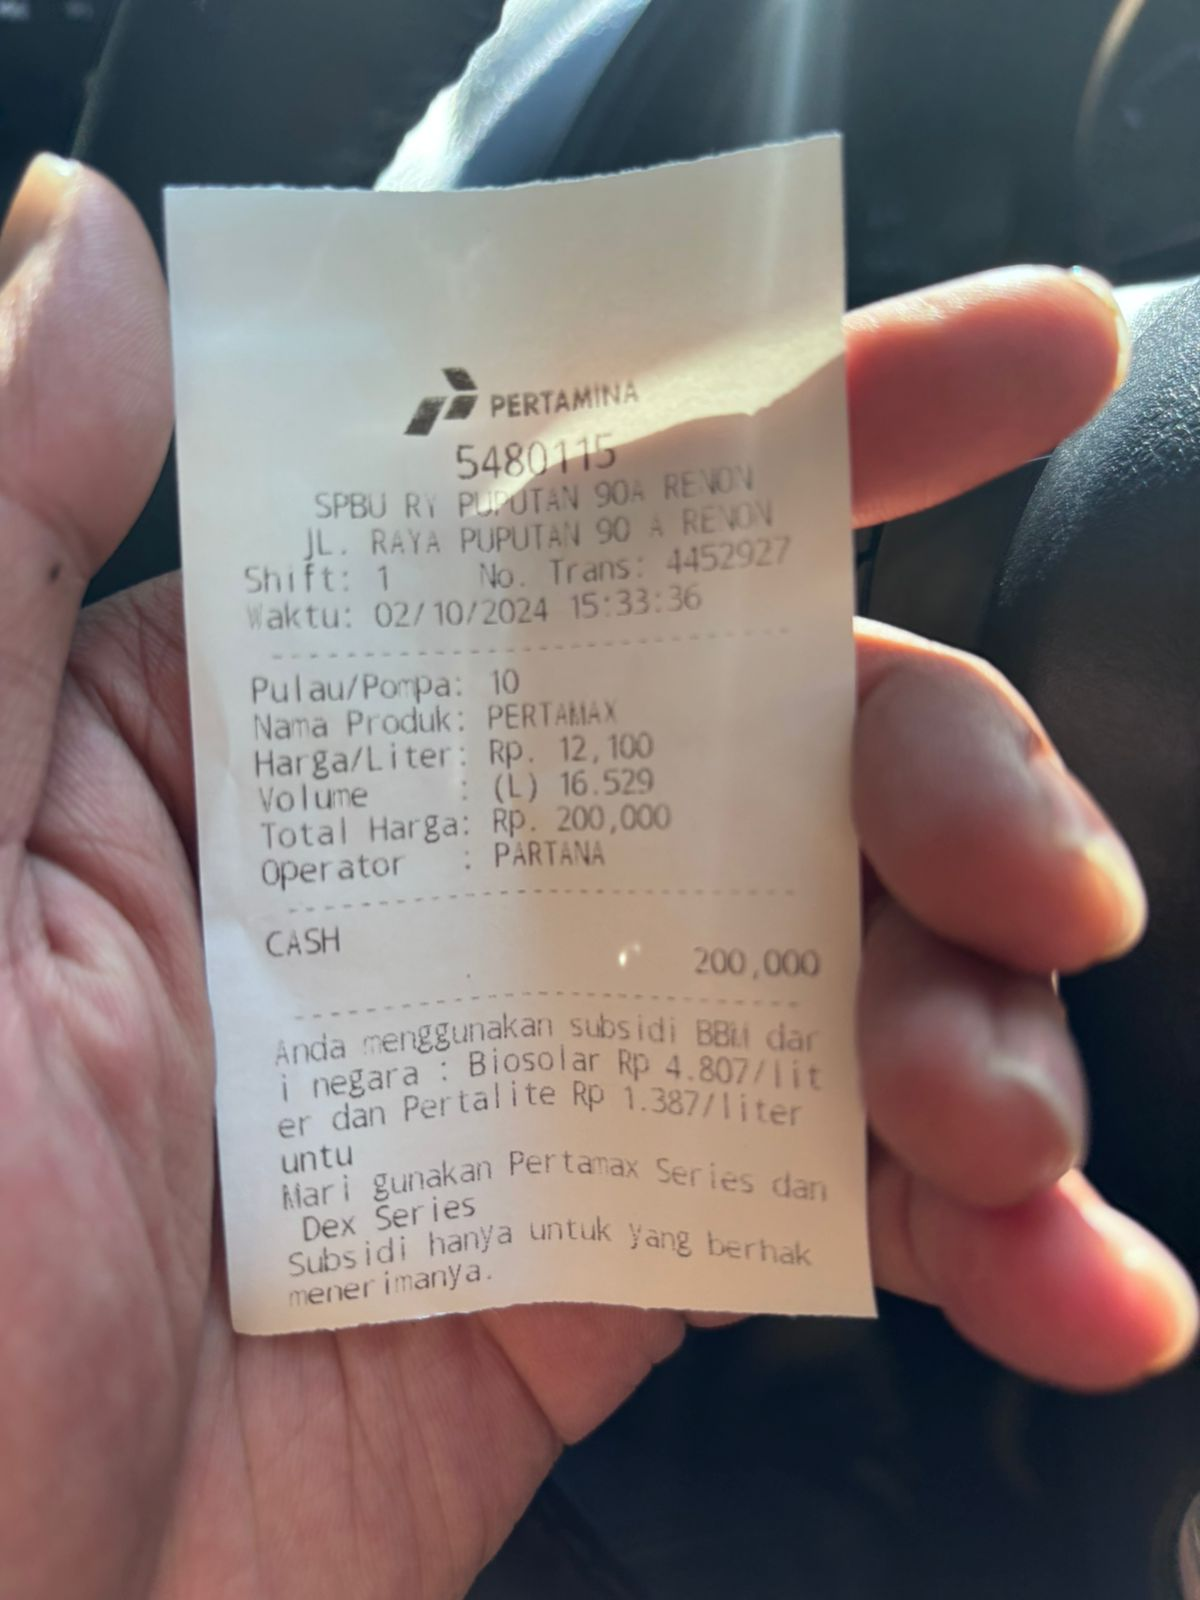 PERTAMINA
5480115
SPBU RY PUPUTAN 90A RENON
JL. RAYA PUPUTAN 90 A RENON
Shift: 1 No. Trans: 4452927
Waktu: 02/10/2024 15:33:36
Pulau/Pompa: 10
Nama Produk: PERTAMAX
Harga/Liter: Rp. 12,100
Volume : (L) 16.529
Total Harga: Rp. 200,000
Operator : PARTANA
CASH
200,000
Anda menggunakan subsidi BBM dar
i negara : Biosolar Rp 4.807/lit
er dan Pertalite Rp 1.387/liter
untu
Mari gunakan Pertamax Series dan
Dex Series
Subsidi hanya untuk yang berhak
menerimanya.